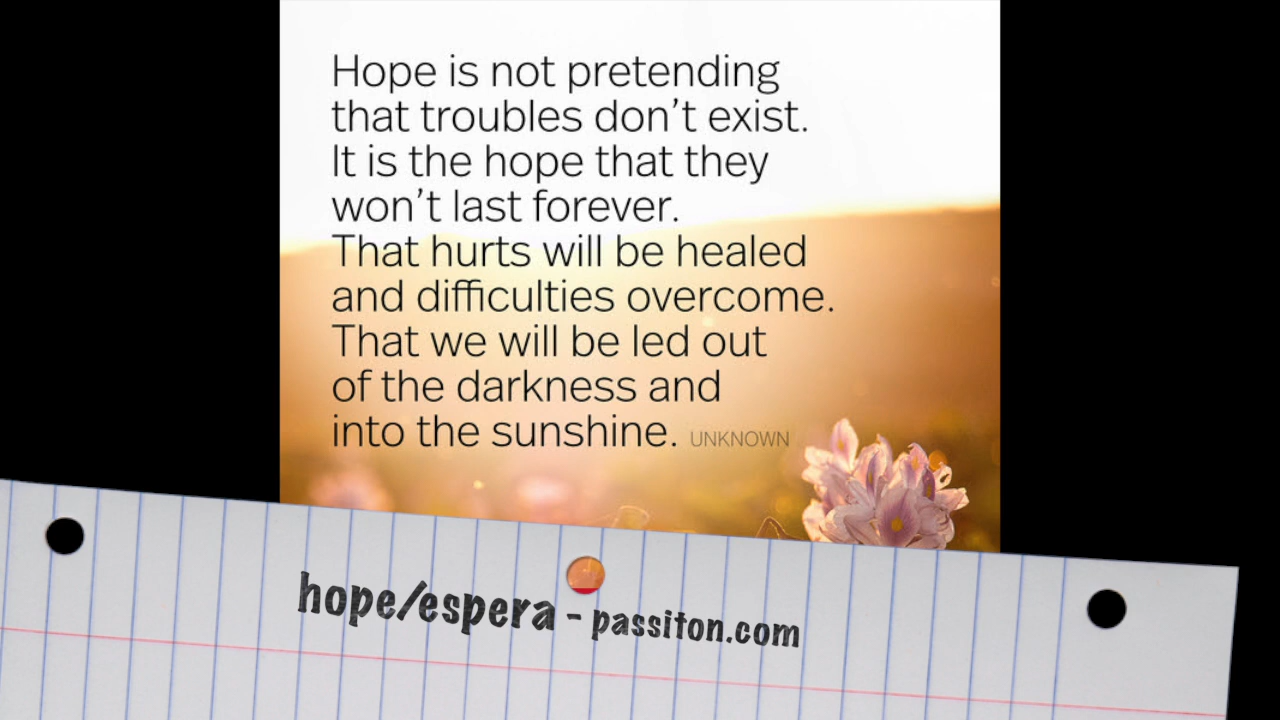 Hope is not pretending
that troubles don’t exist.
It is the hope that they
won’t last forever.
That hurts will be healed
and difficulties overcome.
That we will be led out
of the darkness and
into the sunshine. UNKNOWN
hope/espera - passiton.com